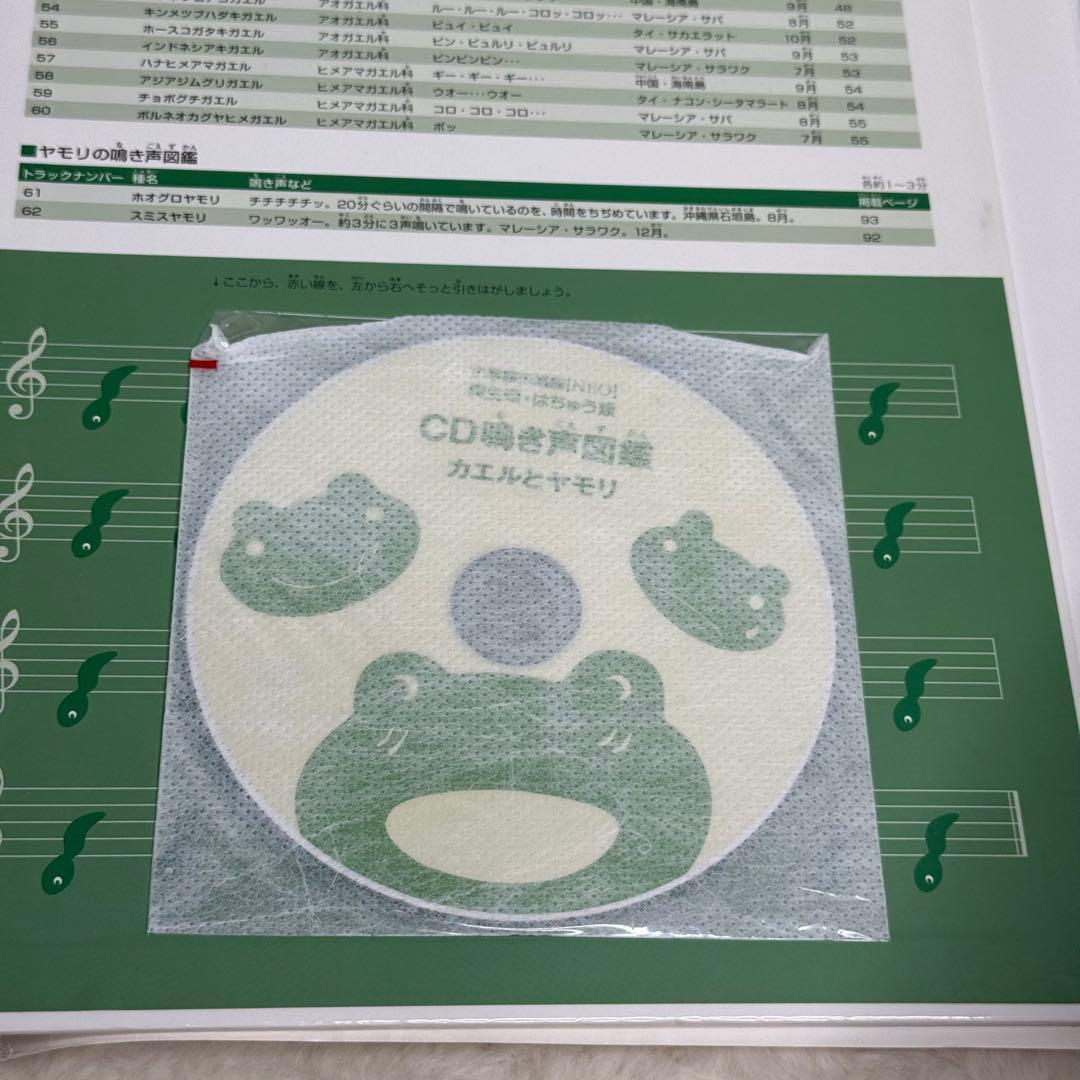 54 キンメツブハダキガエル アオガエル科 ルー・ルー・ルー・コロッ・コロッ… マレーシア・サバ 8月 52
55 ホースコガタキガエル アオガエル科 ピュイ・ピュイ タイ・サカエラット 10月 52
56 インドネシアキガエル アオガエル科 ピン・ピュルリ・ピュルリ マレーシア・サバ 9月 53
57 ハナヒメアマガエル ヒメアマガエル科 ピンピンピン… マレーシア・サラワク 7月 53
58 アジアジムグリガエル ヒメアマガエル科 ギー・ギー・ギー… 中国・海南島 9月 54
59 チョボグチガエル ヒメアマガエル科 ウオー…ウオー タイ・ナコン・シータマラート 8月 54
60 ボルネオカグヤヒメガエル ヒメアマガエル科 コロ・コロ・コロ… マレーシア・サバ 8月 55
ポッ マレーシア・サラワク 7月 55
■ヤモリの鳴き声図鑑 各約1〜3分
トラックナンバー 種名 鳴き声など 掲載ページ
61 ホオグロヤモリ チチチチチッ。20分ぐらいの間隔で鳴いているのを、時間をちぢめています。沖縄県石垣島。8月。 93
62 スミスヤモリ ワッワッオー。約3分に3声鳴いています。マレーシア・サラワク。12月。 92
↓ここから、赤い線を、左から右へそっと引きはがしましょう。
小学館の図鑑[NEO]
両生類・はちゅう類
CD鳴き声図鑑
カエルとヤモリ